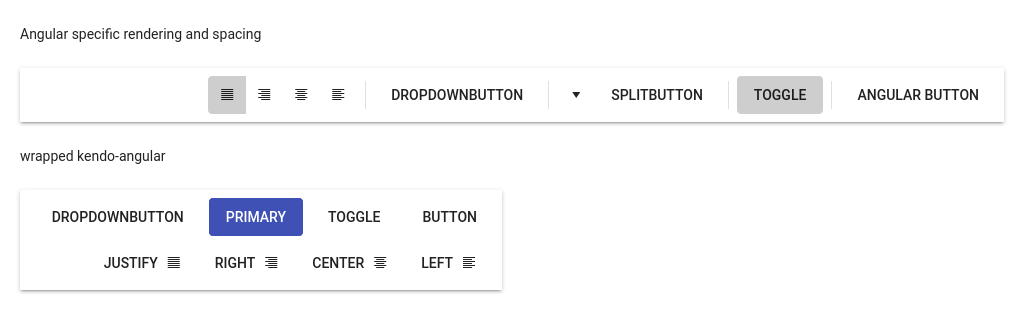 Angular specific rendering and spacing
DROPDOWNBUTTON SPLITBUTTON TOGGLE ANGULAR BUTTON
wrapped kendo-angular
DROPDOWNBUTTON PRIMARY TOGGLE BUTTON
JUSTIFY RIGHT CENTER LEFT